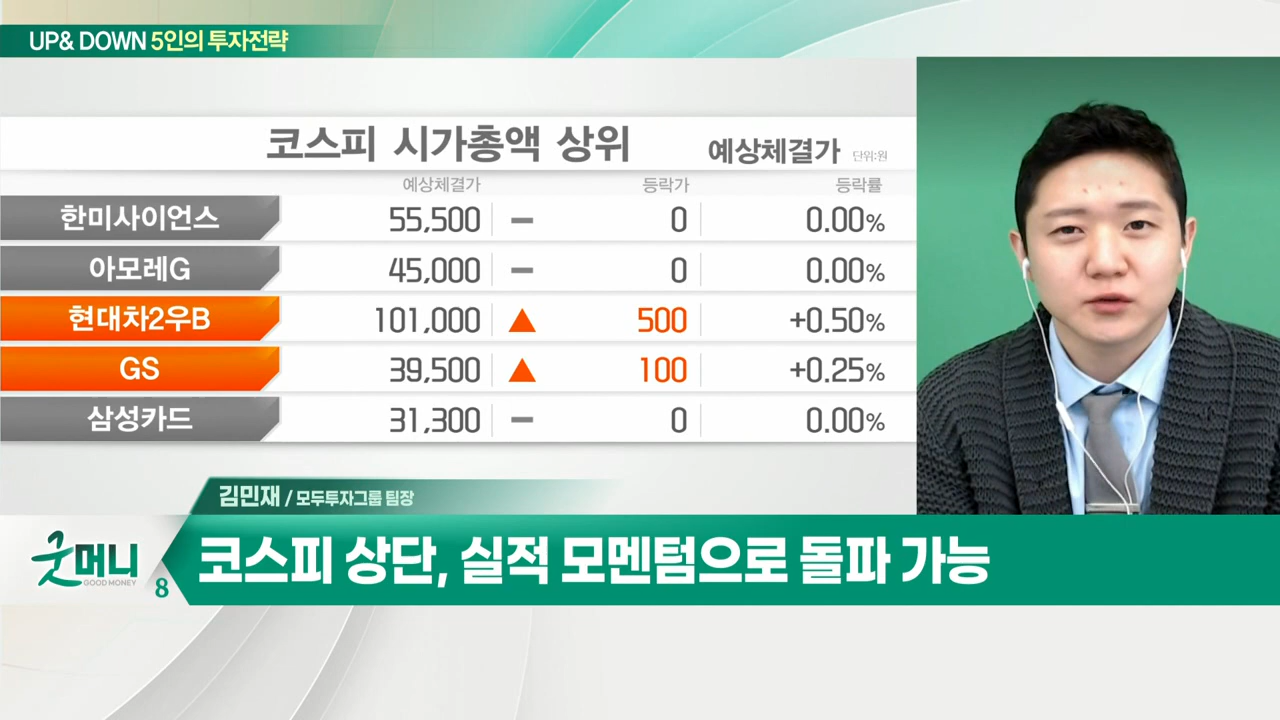 UP& DOWN 5인의 투자전략
코스피 시가총액 상위 예상체결가 단위:원
예상체결가 등락가 등락률
한미사이언스 55,500 － 0 0.00%
아모레G 45,000 － 0 0.00%
현대차2우B 101,000 ▲ 500 +0.50%
GS 39,500 ▲ 100 +0.25%
삼성카드 31,300 － 0 0.00%
김민재 / 모두투자그룹 팀장
굿머니 GOOD MONEY 8
코스피 상단, 실적 모멘텀으로 돌파 가능